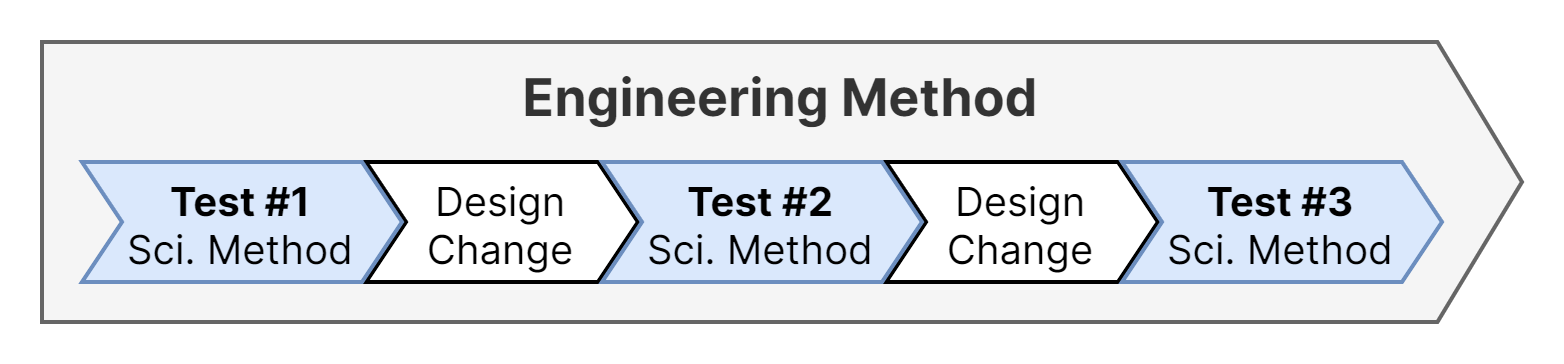 Engineering Method
Test #1
Sci. Method
Design
Change
Test #2
Sci. Method
Design
Change
Test #3
Sci. Method